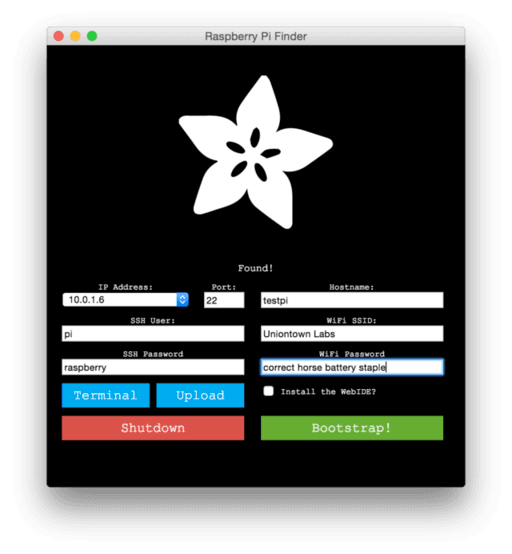 Raspberry Pi Finder
Found!
IP Address: Port: Hostname:
10.0.1.6 22 testpi
SSH User: WiFi SSID:
pi Uniontown Labs
SSH Password WiFi Password
raspberry correct horse battery staple
Terminal Upload Install the WebIDE?
Shutdown Bootstrap!